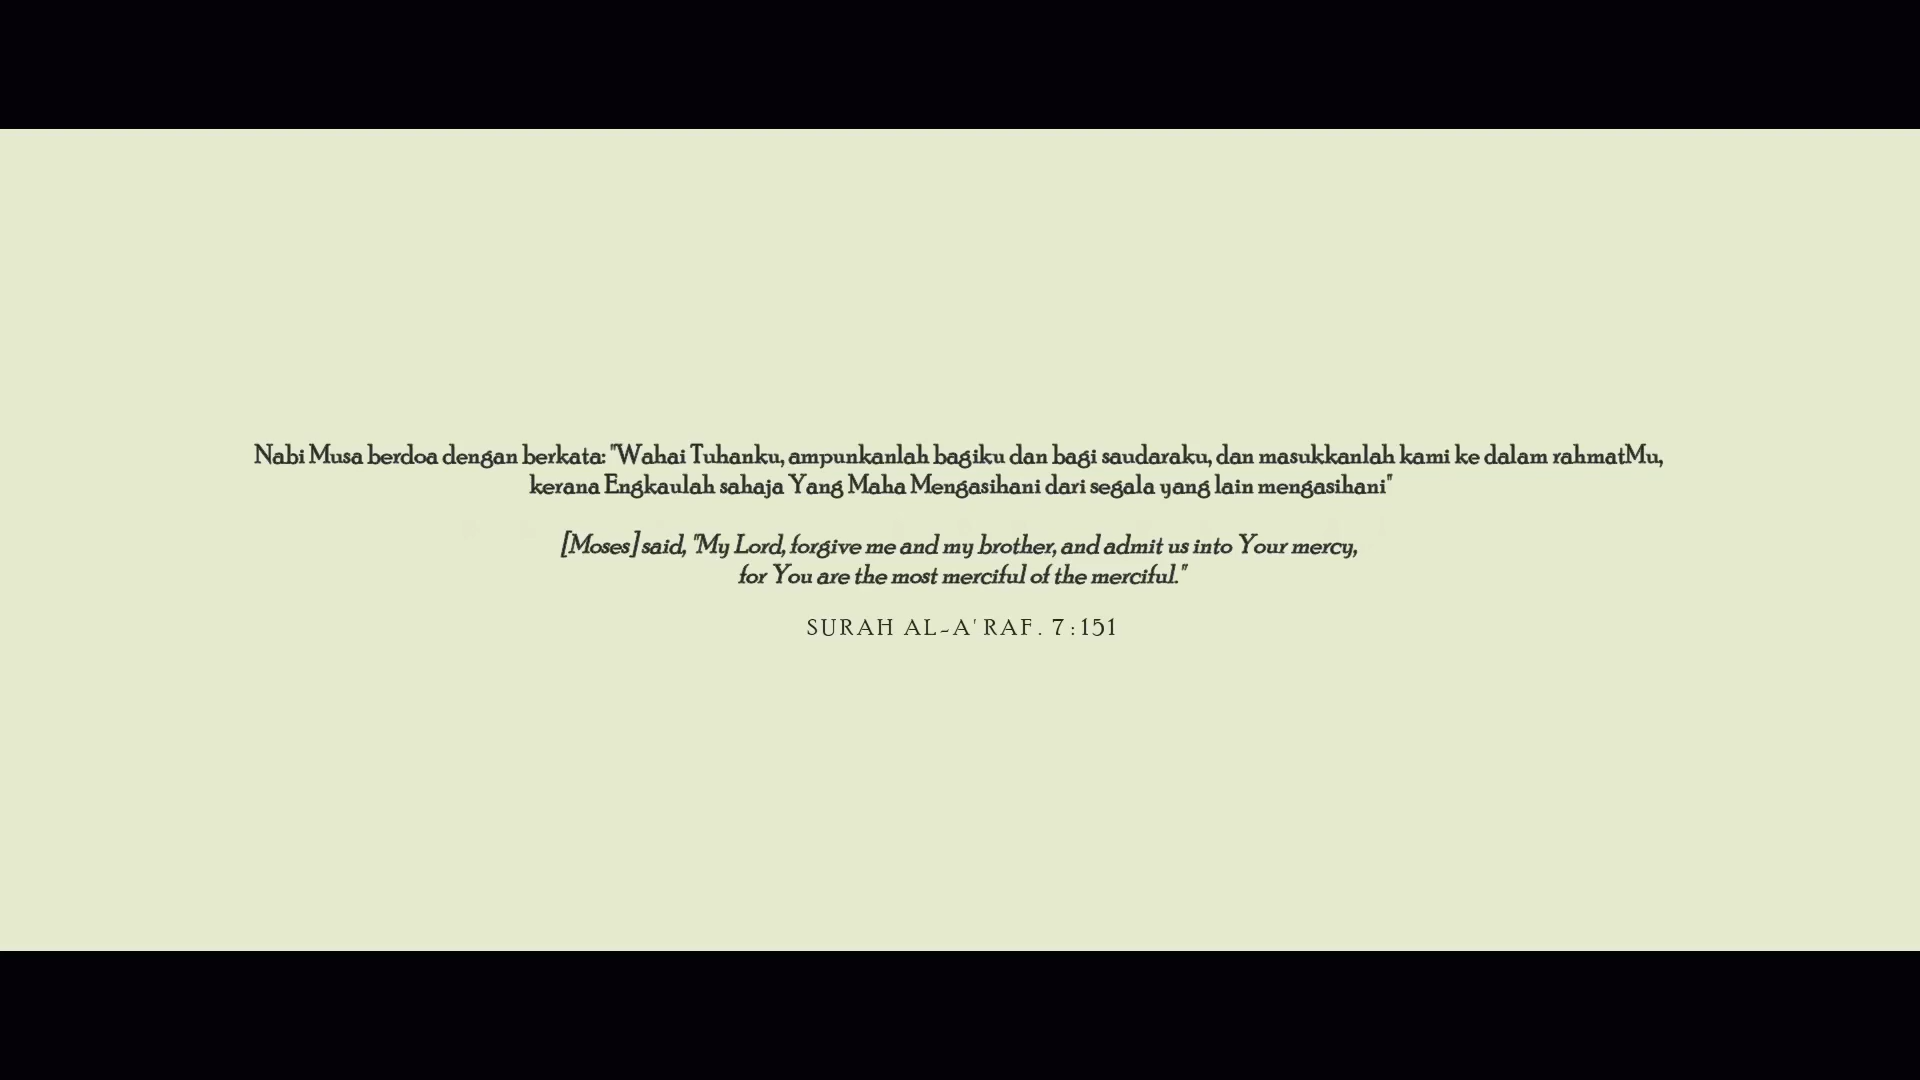 Nabi Musa berdoa dengan berkata: "Wahai Tuhanku, ampunkanlah bagiku dan bagi saudaraku, dan masukkanlah kami ke dalam rahmatMu,
kerana Engkaulah sahaja Yang Maha Mengasihani dari segala yang lain mengasihani"
[Moses] said, "My Lord, forgive me and my brother, and admit us into Your mercy,
for You are the most merciful of the merciful."
SURAH AL-A'RAF. 7:151